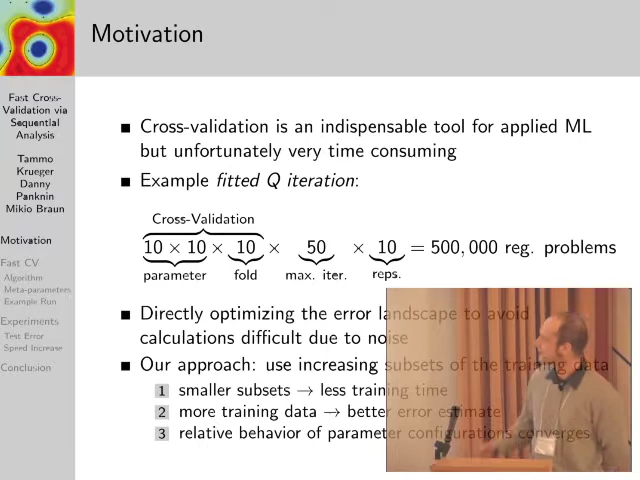 Motivation
Fast Cross-
Validation via
Sequential
Analysis
Tammo
Krueger
Danny
Panknin
Mikio Braun
Motivation
Fast CV
Algorithm
Meta-parameters
Example Run
Experiments
Test Error
Speed Increase
Conclusion
Cross-validation is an indispensable tool for applied ML
but unfortunately very time consuming
Example fitted Q iteration:
Cross-Validation
10 × 10 × 10 × 50 × 10 = 500,000 reg. problems
parameter fold max. iter. reps.
Directly optimizing the error landscape to avoid
calculations difficult due to noise
Our approach: use increasing subsets of the training data
1 smaller subsets → less training time
2 more training data → better error estimate
3 relative behavior of parameter configurations converges